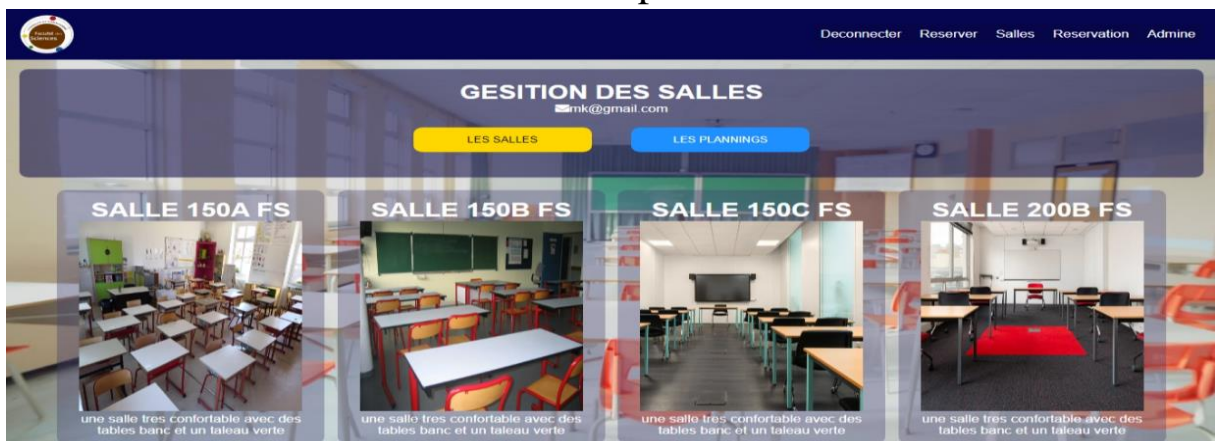 Faculté des
Sciences
Deconnecter Reserver Salles Reservation Admine
GESITION DES SALLES
mk@gmail.com
LES SALLES LES PLANNINGS
SALLE 150A FS
une salle tres confortable avec des
tables banc et un taleau verte
SALLE 150B FS
une salle tres confortable avec des
tables banc et un taleau verte
SALLE 150C FS
une salle tres confortable avec des
tables banc et un taleau verte
SALLE 200B FS
une salle tres confortable avec des
tables banc et un taleau verte